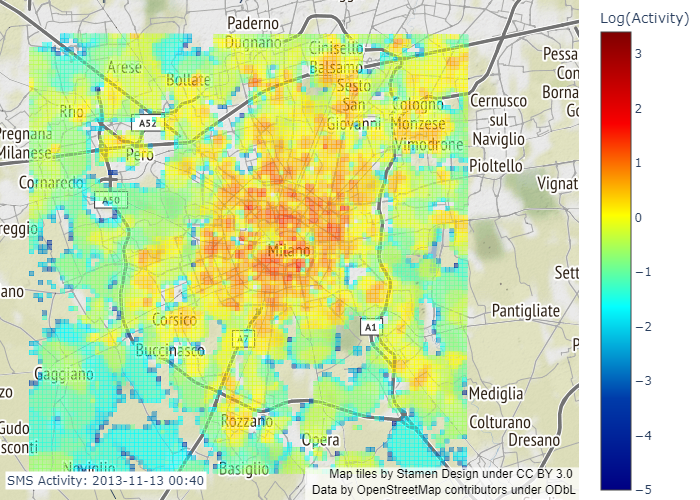 Log(Activity)
3
2
1
0
−1
−2
−3
−4
−5
Paderno
Dugnano
Cinisello
Balsamo
Arese
Bollate
Sesto
San
Giovanni
Pessa
Con
Borna
Go
Rho
A52
Cologno
Monzese
Cernusco
sul
Naviglio
Pregnana
Milanese
Pero
Vimodrone
Pioltello
Cornaredo
Vignat
A50
reggio
Milano
Sett
ano
Corsico
Pantigliate
A1
A7
Buccinasco
P
Gaggiano
zo
Mediglia
Rozzano
Colturano
Gudo
sconti
Opera
Dresano
Noviglio
Basiglio
SMS Activity: 2013-11-13 00:40
Map tiles by Stamen Design under CC BY 3.0
Data by OpenStreetMap contributors under ODbL